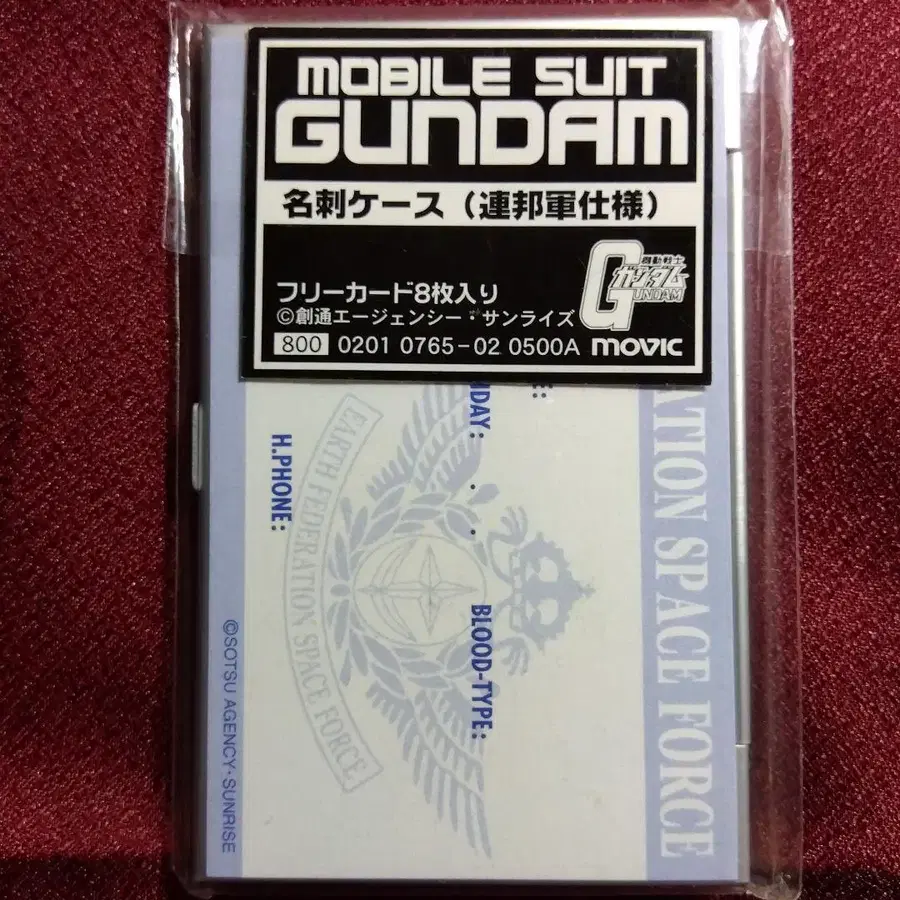 MOBILE SUIT
GUNDAM
名刺ケース（連邦軍仕様）
機動戦士
ガンダム
GUNDAM
フリーカード8枚入り
©創通エージェンシー・サンライズ
800 0201 0765-02 0500A movic
ATION SPACE FORCE
E:
HDAY: . .
BLOOD-TYPE:
H.PHONE:
EARTH FEDERATION SPACE FORCE
©SOTSU AGENCY・SUNRISE